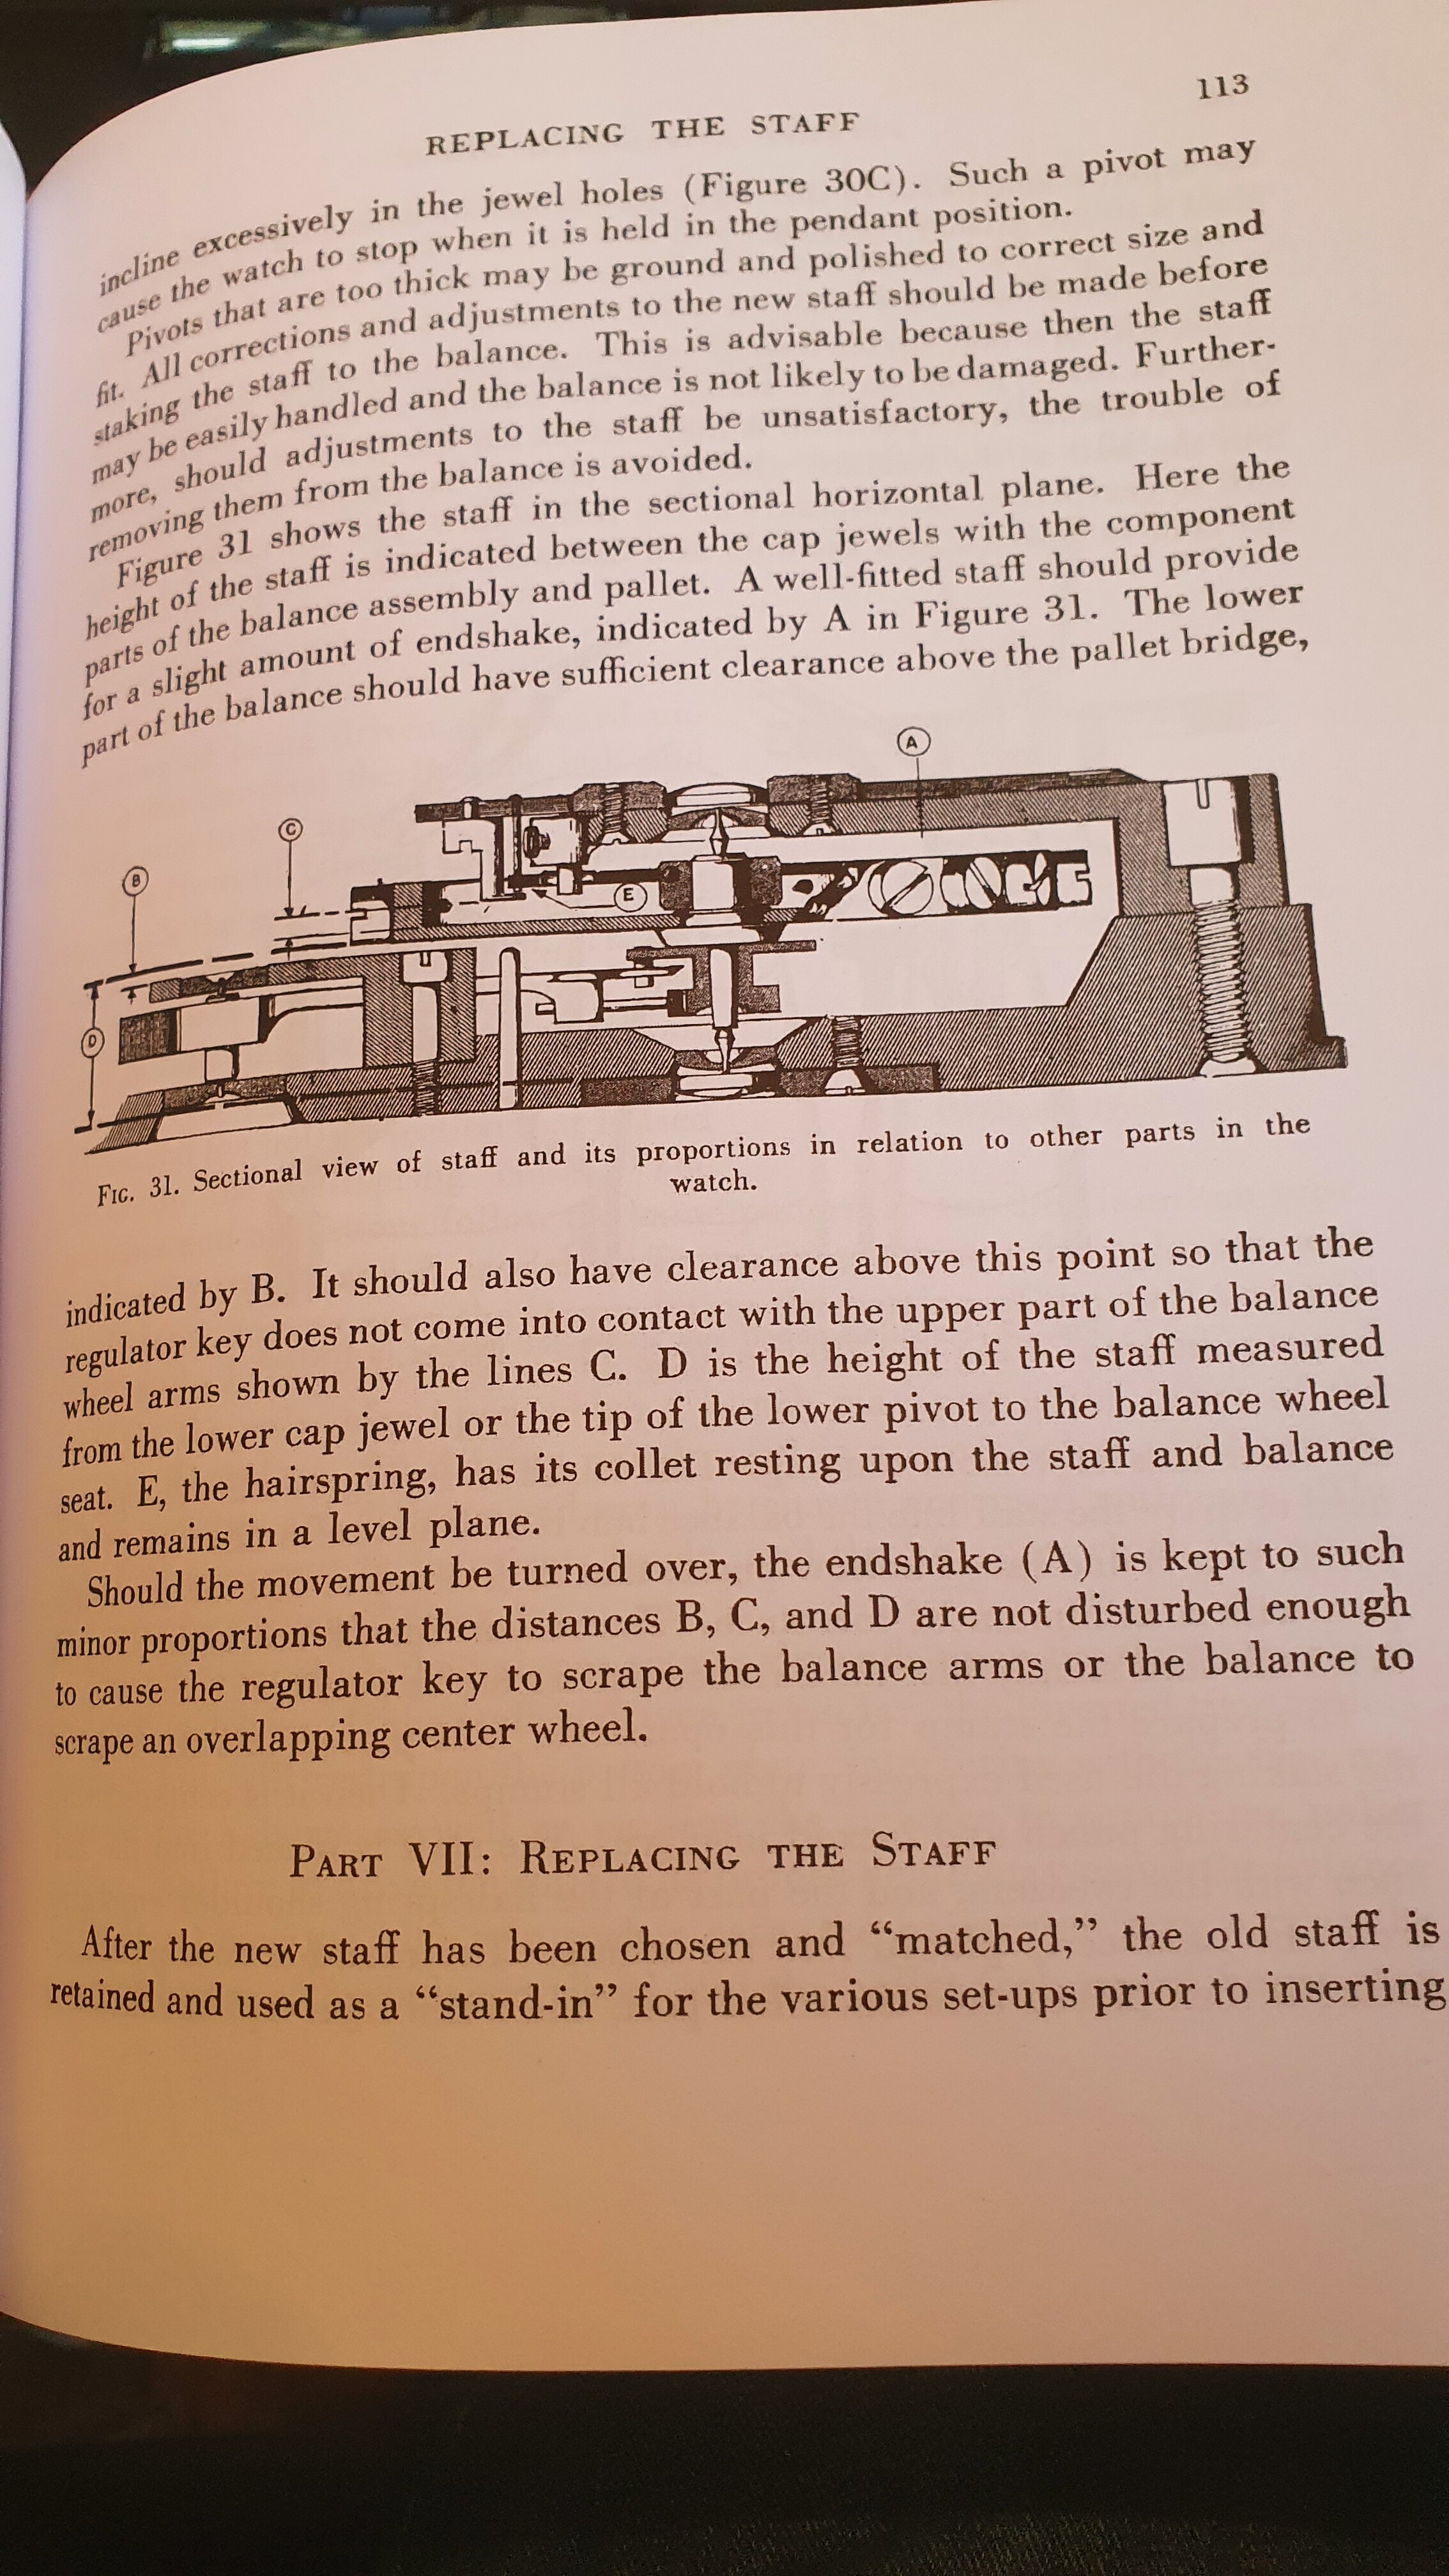 113
REPLACING THE STAFF
incline excessively in the jewel holes (Figure 30C). Such a pivot may
cause the watch to stop when it is held in the pendant position.
Pivots that are too thick may be ground and polished to correct size and
fit. All corrections and adjustments to the new staff should be made before
staking the staff to the balance. This is advisable because then the staff
may be easily handled and the balance is not likely to be damaged. Further-
more, should adjustments to the staff be unsatisfactory, the trouble of
removing them from the balance is avoided.
Figure 31 shows the staff in the sectional horizontal plane. Here the
height of the staff is indicated between the cap jewels with the component
parts of the balance assembly and pallet. A well-fitted staff should provide
for a slight amount of endshake, indicated by A in Figure 31. The lower
part of the balance should have sufficient clearance above the pallet bridge,
A
C
B
E
D
FIG. 31. Sectional view of staff and its proportions in relation to other parts in the
watch.
indicated by B. It should also have clearance above this point so that the
regulator key does not come into contact with the upper part of the balance
wheel arms shown by the lines C. D is the height of the staff measured
from the lower cap jewel or the tip of the lower pivot to the balance wheel
seat. E, the hairspring, has its collet resting upon the staff and balance
and remains in a level plane.
Should the movement be turned over, the endshake (A) is kept to such
minor proportions that the distances B, C, and D are not disturbed enough
to cause the regulator key to scrape the balance arms or the balance to
scrape an overlapping center wheel.
PART VII: REPLACING THE STAFF
After the new staff has been chosen and “matched,” the old staff is
retained and used as a “stand-in” for the various set-ups prior to inserting